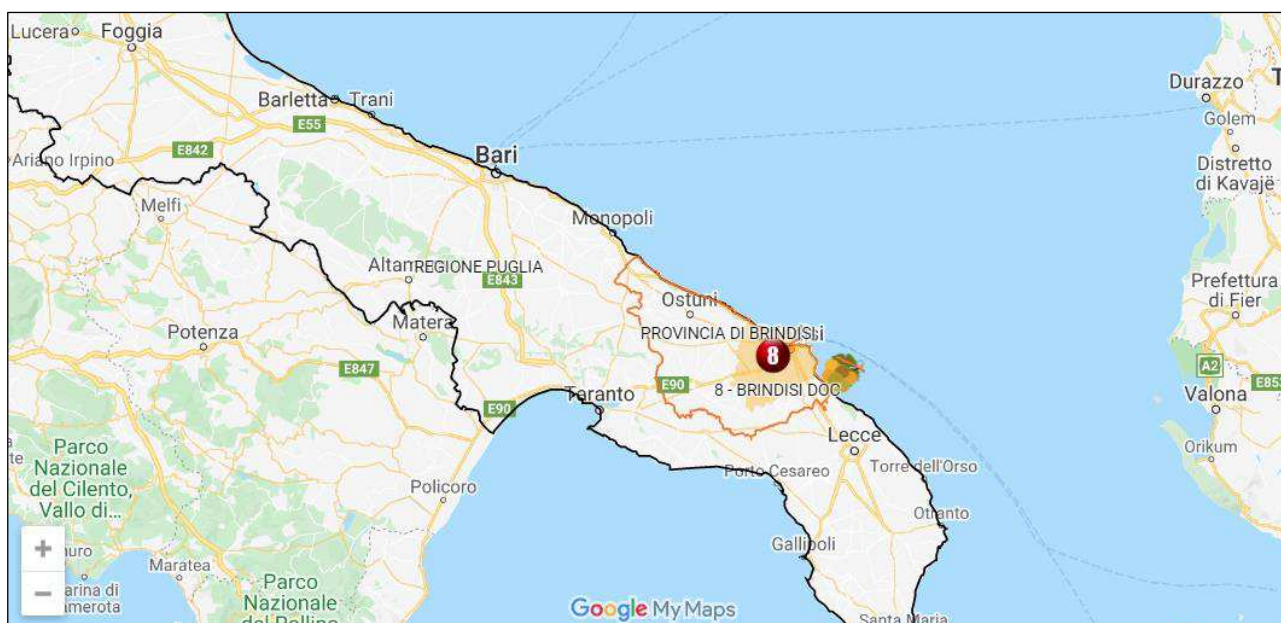 Lucera
Foggia
Barletta
Trani
E55
E842
Ariano Irpino
Bari
Durazzo
Golem
Distretto
di Kavajë
Melfi
Monopoli
REGIONE PUGLIA
E843
Prefettura
di Fier
Ostuni
Potenza
Matera
PROVINCIA DI BRINDISI
8
E847
E90
8 - BRINDISI DOC
A2
E853
Valona
Taranto
E90
Lecce
Orikum
Parco
Nazionale
del Cilento,
Vallo di...
Porto Cesareo
Torre dell'Orso
Policoro
Otranto
Gallipoli
+
Maratea
−
Parco
Nazionale
del Pollino
Google My Maps
Santa Maria